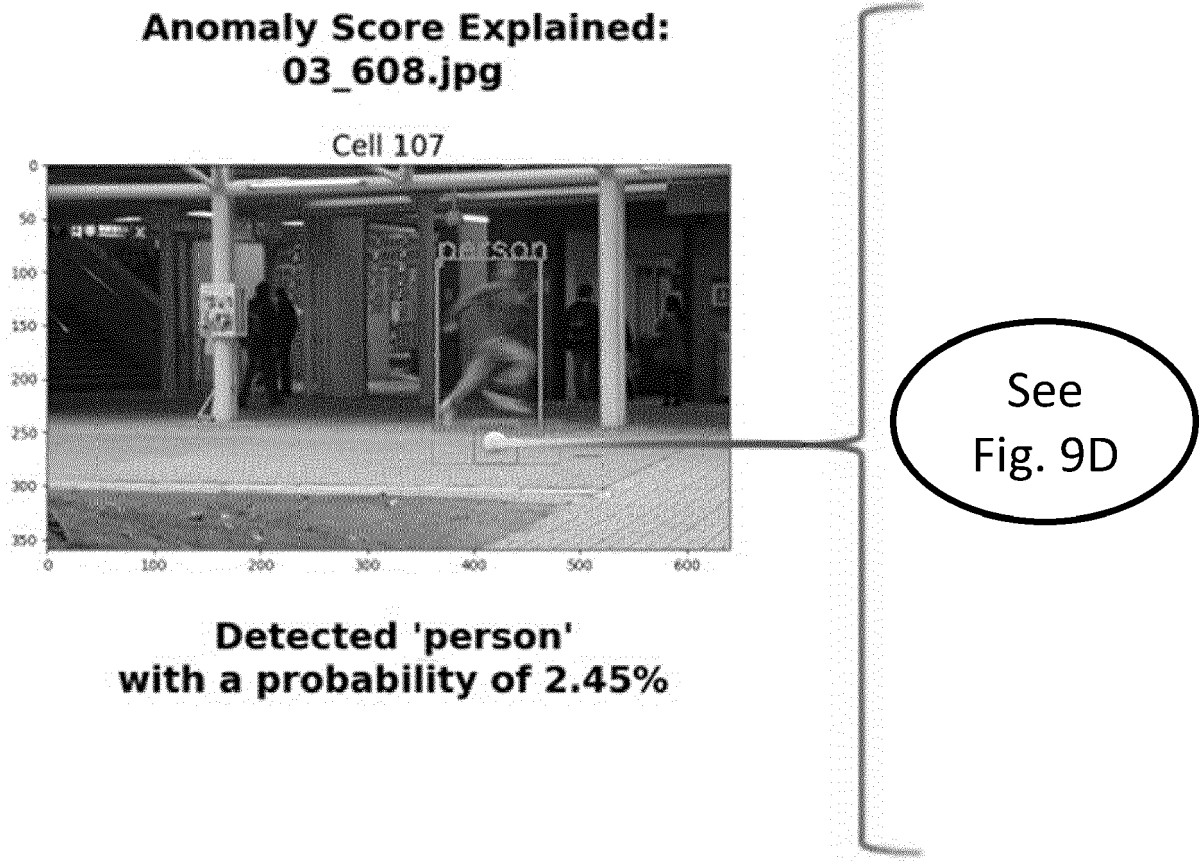 Anomaly Score Explained:
03_608.jpg
Cell 107
0
50
100
150
200
250
300
350
person
0 100 200 300 400 500 600
Detected 'person'
with a probability of 2.45%
See
Fig. 9D